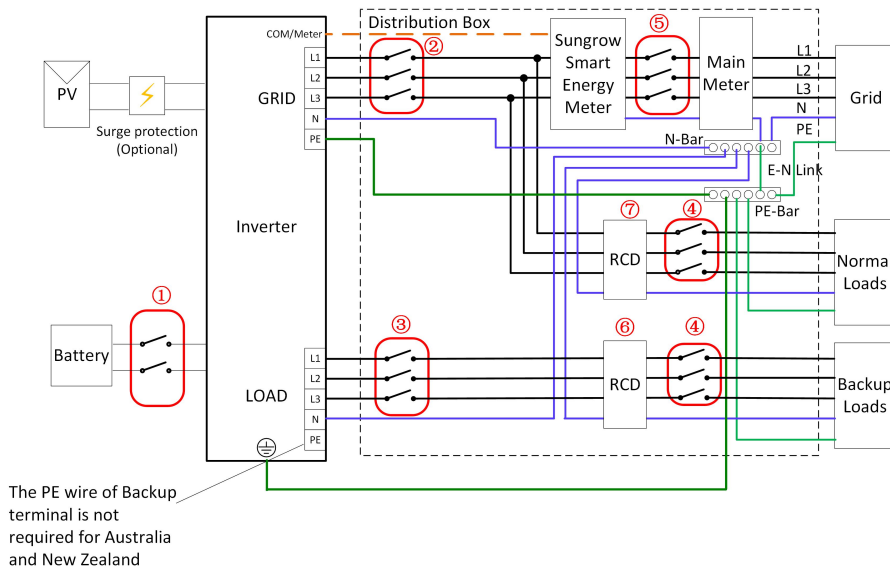 COM/Meter
Distribution Box
②
⑤
Sungrow
Smart
Energy
Meter
Main
Meter
L1
L2
L3
N
PE
GRID
L1
L2
L3
N
PE
Grid
PV
Surge protection
(Optional)
N-Bar
E-N Link
PE-Bar
Inverter
⑦
④
RCD
Normal
Loads
①
③
⑥
④
Battery
L1
L2
L3
N
PE
LOAD
RCD
Backup
Loads
The PE wire of Backup
terminal is not
required for Australia
and New Zealand